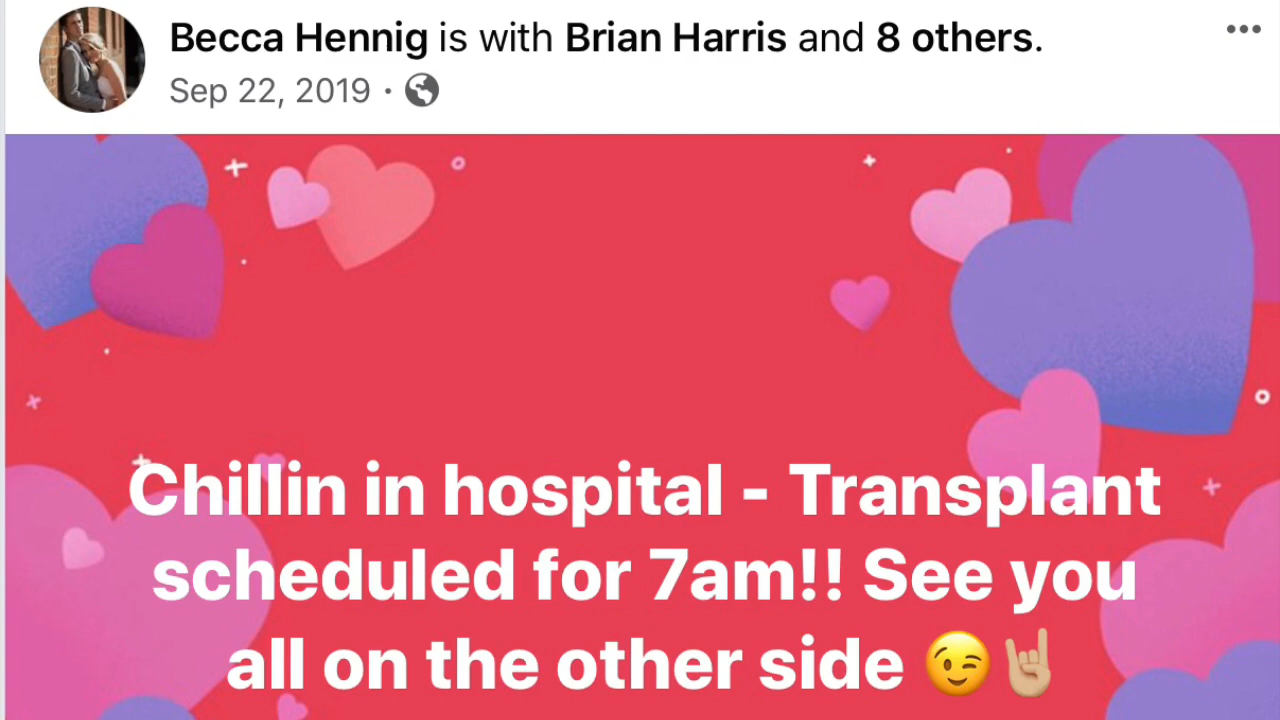 Becca Hennig is with Brian Harris and 8 others.
Sep 22, 2019 ·
Chillin in hospital - Transplant
scheduled for 7am!! See you
all on the other side 😉🤘🏼